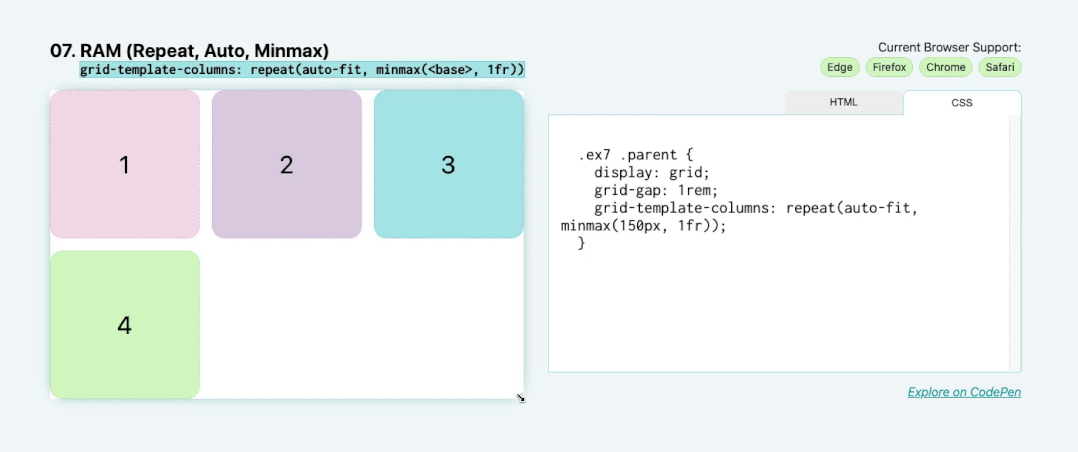 07. RAM (Repeat, Auto, Minmax)
grid-template-columns: repeat(auto-fit, minmax(<base>, 1fr))
1
2
3
4
Current Browser Support:
Edge Firefox Chrome Safari
HTML CSS
.ex7 .parent {
display: grid;
grid-gap: 1rem;
grid-template-columns: repeat(auto-fit,
minmax(150px, 1fr));
}
Explore on CodePen